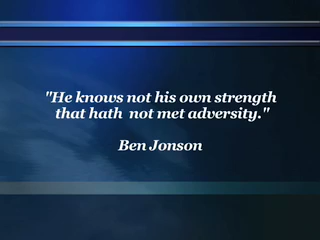 "He knows not his own strength
that hath not met adversity."
Ben Jonson